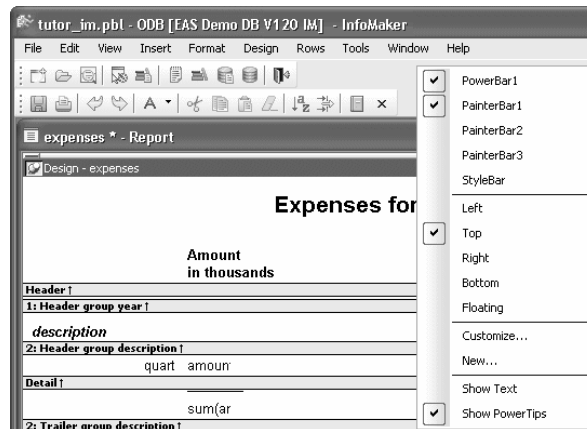 tutor_im.pbl - ODB [EAS Demo DB V120 IM] - InfoMaker
File Edit View Insert Format Design Rows Tools Window Help
A
expenses * - Report
Design - expenses
Expenses for
Amount
in thousands
Header ↑
1: Header group year ↑
description
2: Header group description ↑
quart amoun
Detail ↑
sum(ar
2: Trailer group description ↑
PowerBar1
PainterBar1
PainterBar2
PainterBar3
StyleBar
Left
Top
Right
Bottom
Floating
Customize...
New...
Show Text
Show PowerTips